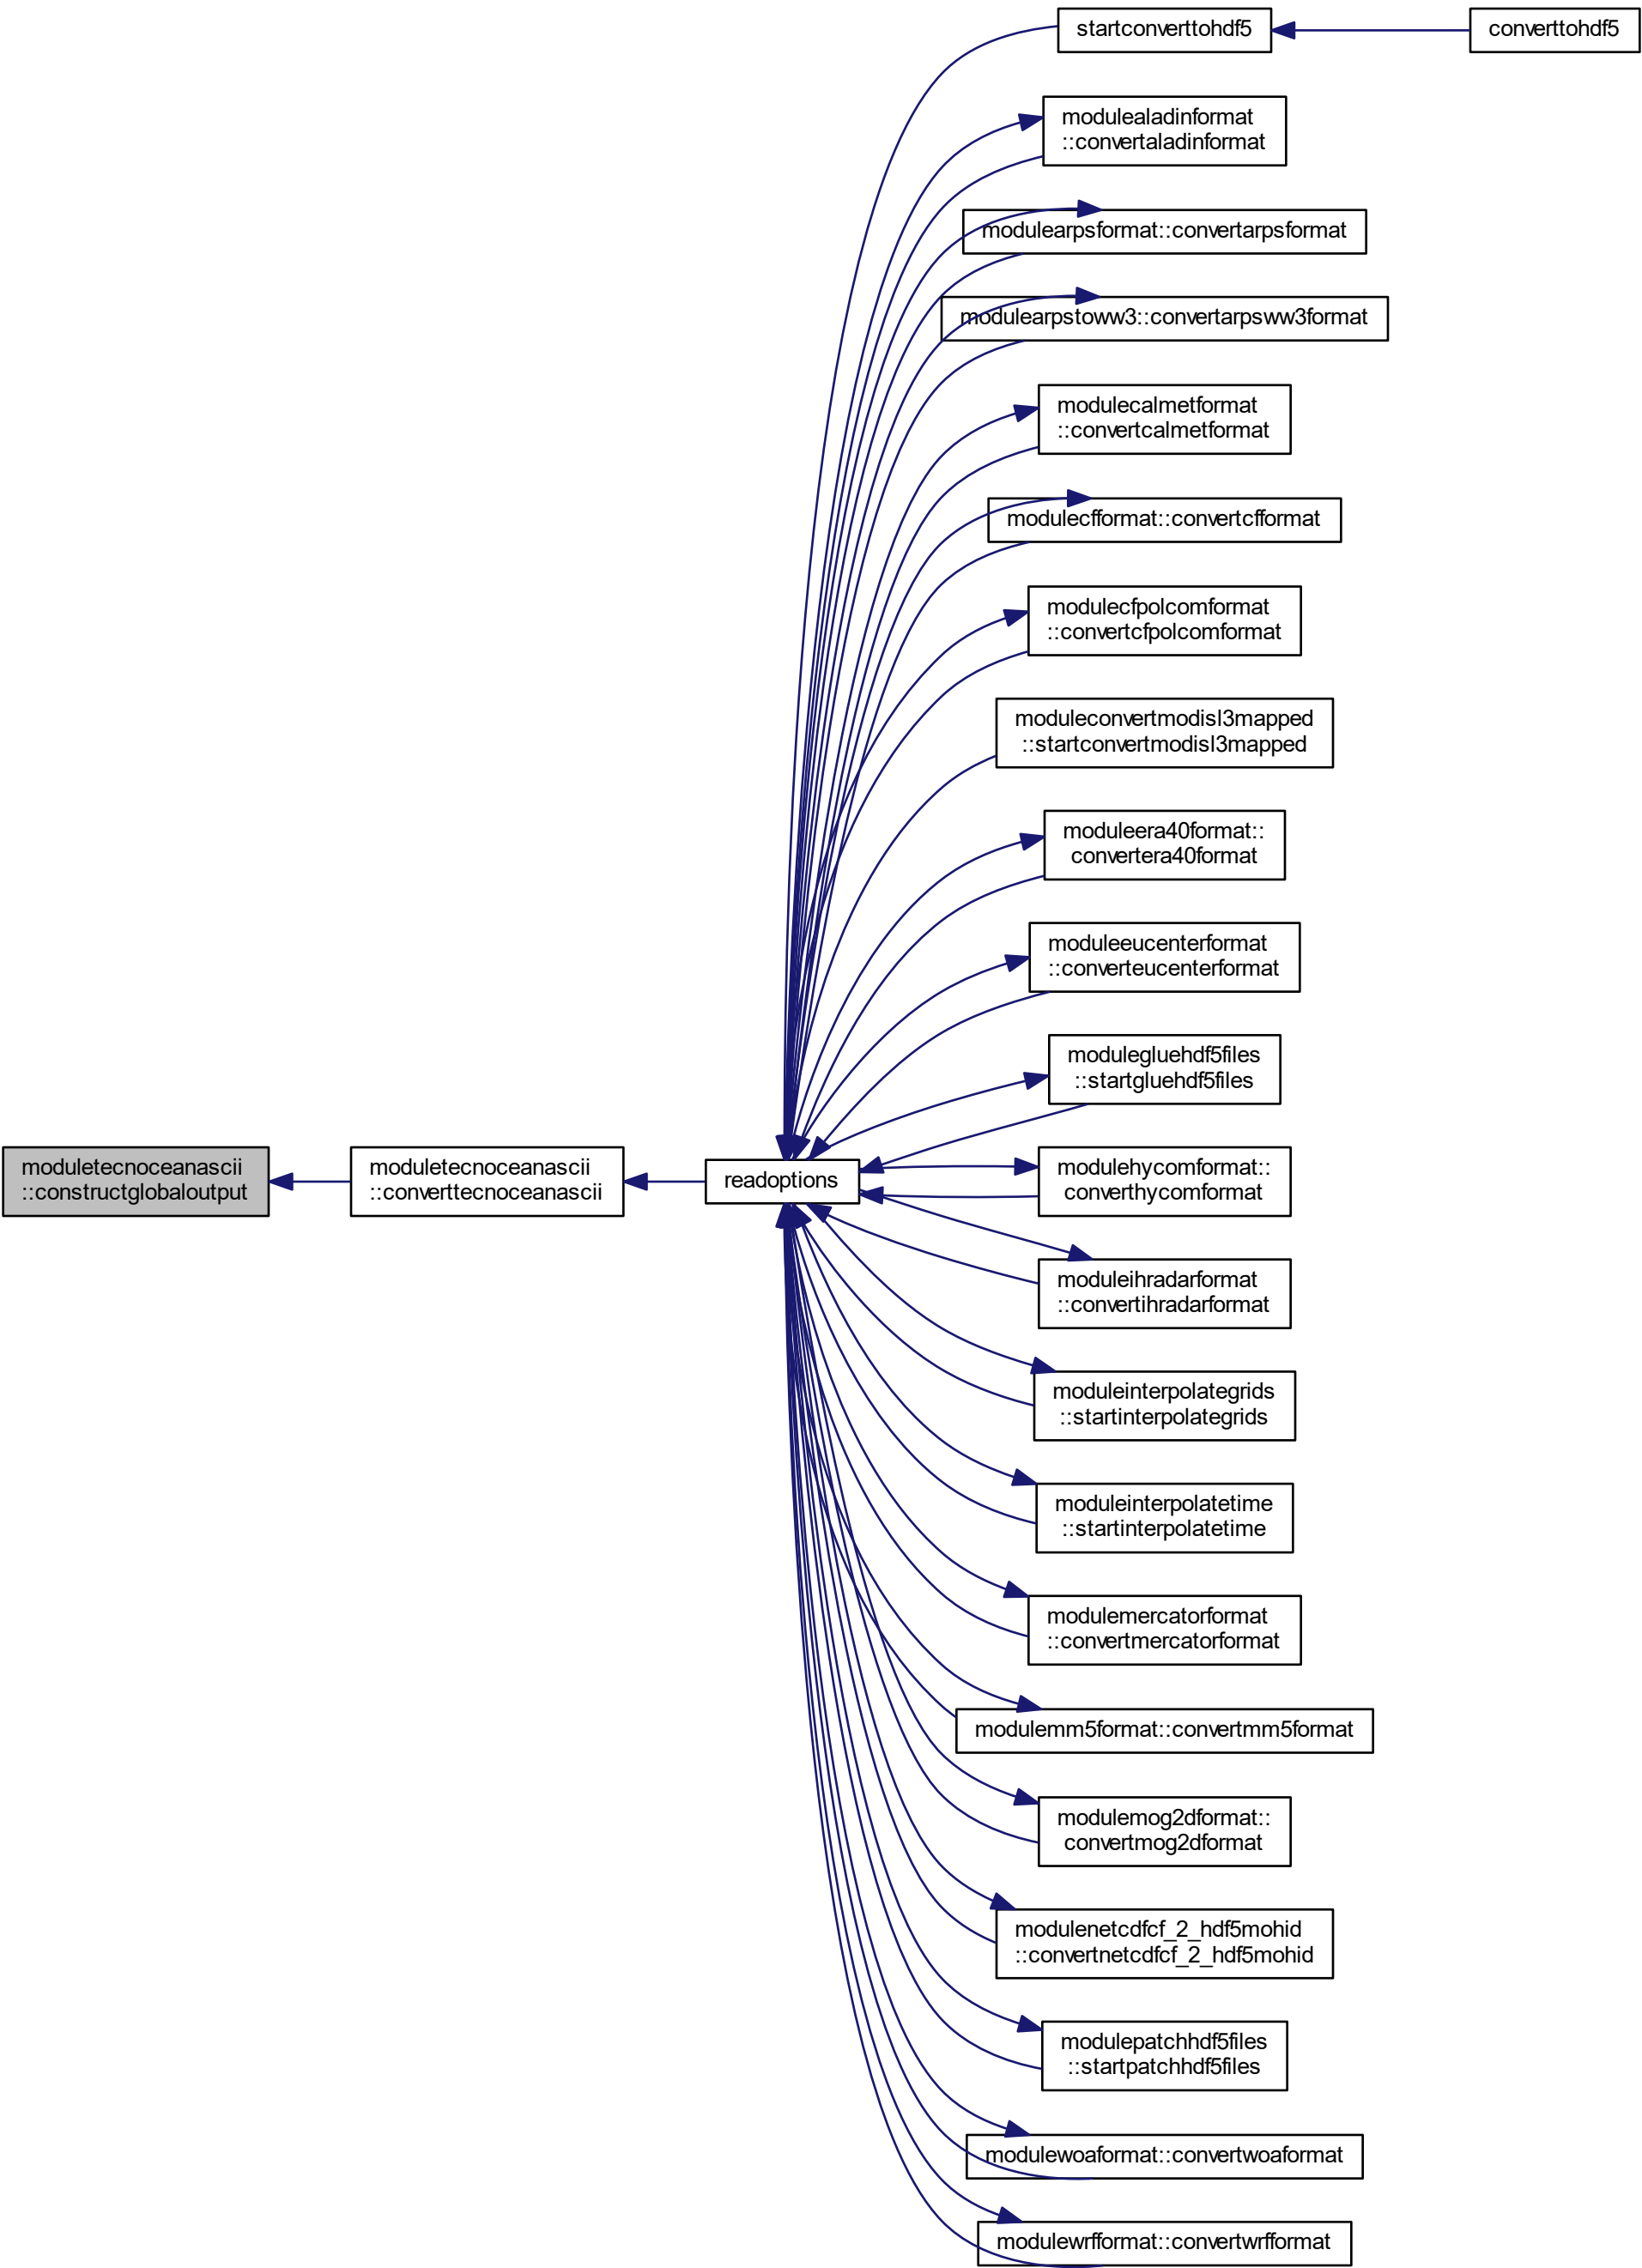 startconverttohdf5
converttohdf5
modulealadinformat
::convertaladinformat
modulearpsformat::convertarpsformat
modulearpstoww3::convertarpsww3format
modulecalmetformat
::convertcalmetformat
modulecfformat::convertcfformat
modulecfpolcomformat
::convertcfpolcomformat
moduleconvertmodisl3mapped
::startconvertmodisl3mapped
moduleera40format::
convertera40format
moduleeucenterformat
::converteucenterformat
modulegluehdf5files
::startgluehdf5files
moduletecnoceanascii
::constructglobaloutput
moduletecnoceanascii
::converttecnoceanascii
readoptions
modulehycomformat::
converthycomformat
moduleihradarformat
::convertihradarformat
moduleinterpolategrids
::startinterpolategrids
moduleinterpolatetime
::startinterpolatetime
modulemercatorformat
::convertmercatorformat
modulemm5format::convertmm5format
modulemog2dformat::
convertmog2dformat
modulenetcdfcf_2_hdf5mohid
::convertnetcdfcf_2_hdf5mohid
modulepatchhdf5files
::startpatchhdf5files
modulewoaformat::convertwoaformat
modulewrfformat::convertwrfformat